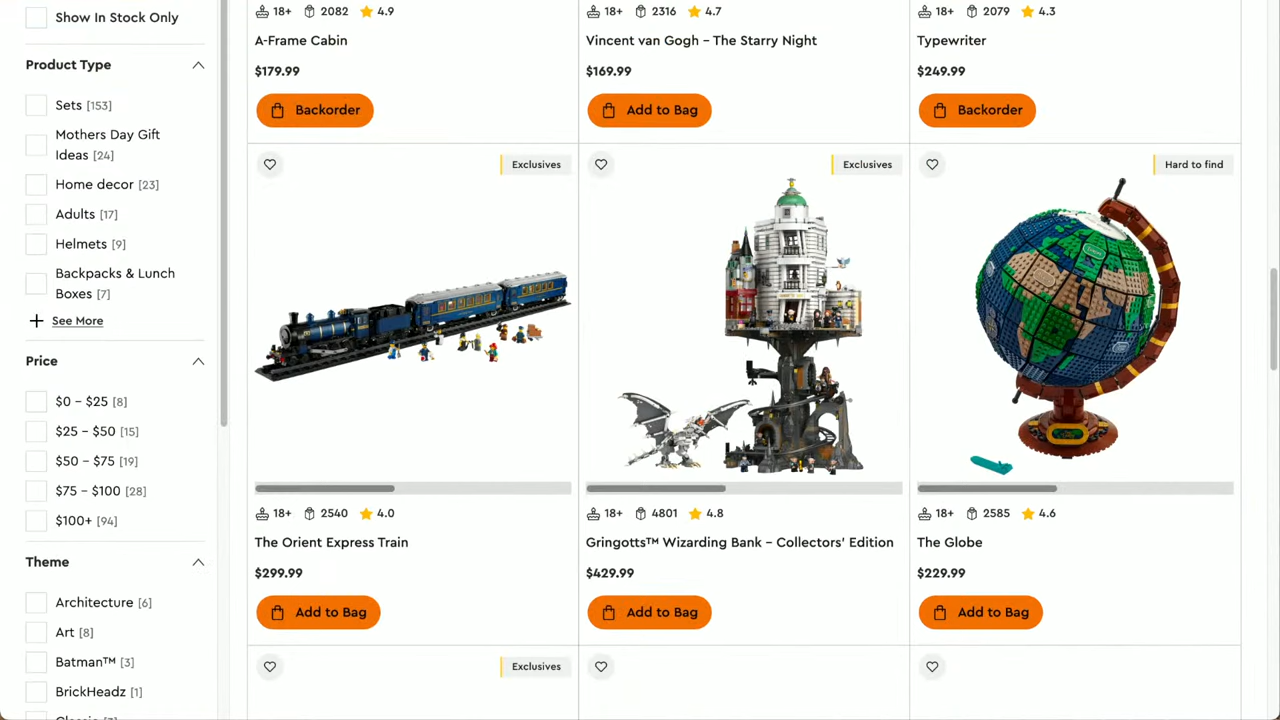 Show In Stock Only
Product Type
Sets [153]
Mothers Day Gift
Ideas [24]
Home decor [23]
Adults [17]
Helmets [9]
Backpacks & Lunch
Boxes [7]
See More
Price
$0 – $25 [8]
$25 – $50 [15]
$50 – $75 [19]
$75 – $100 [28]
$100+ [94]
Theme
Architecture [6]
Art [8]
Batman™ [3]
BrickHeadz [1]
18+ 2082 4.9
A-Frame Cabin
$179.99
Backorder
18+ 2316 4.7
Vincent van Gogh – The Starry Night
$169.99
Add to Bag
18+ 2079 4.3
Typewriter
$249.99
Backorder
Exclusives
18+ 2540 4.0
The Orient Express Train
$299.99
Add to Bag
Exclusives
18+ 4801 4.8
Gringotts™ Wizarding Bank – Collectors' Edition
$429.99
Add to Bag
Hard to find
18+ 2585 4.6
The Globe
$229.99
Add to Bag
Exclusives